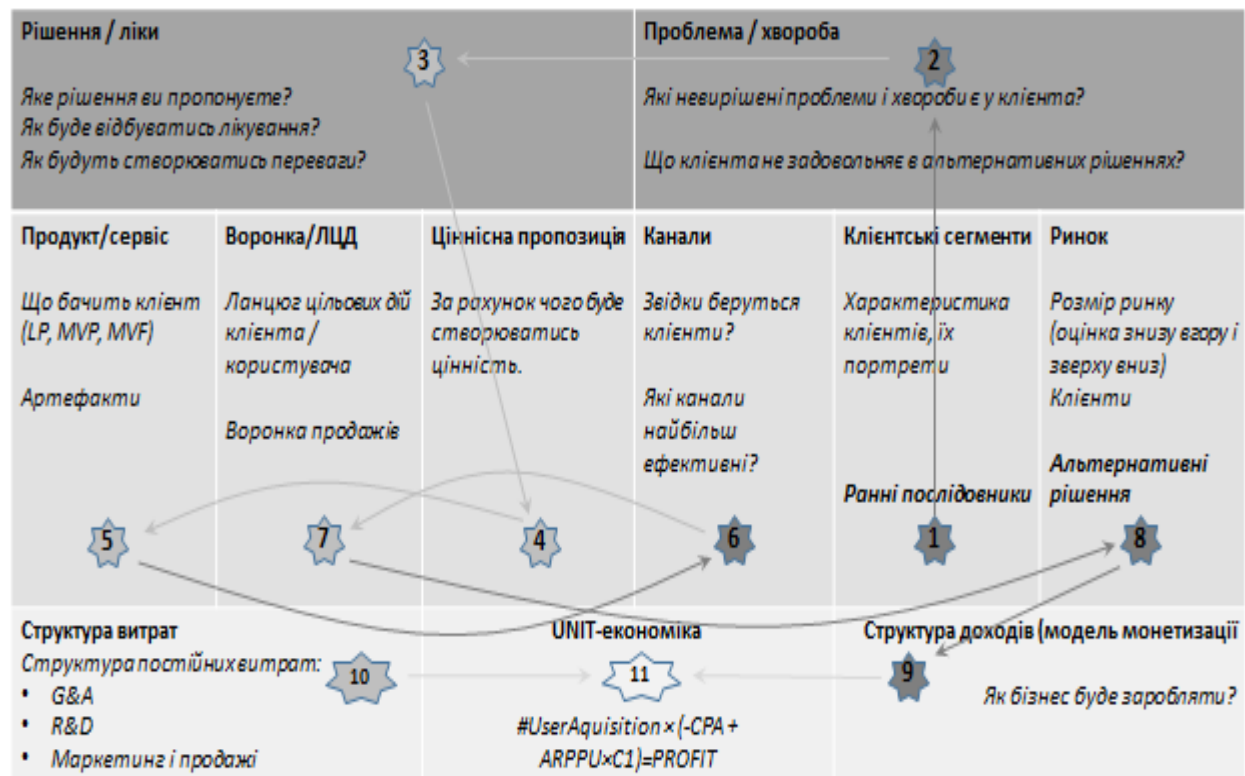 Рішення / ліки
3
Яке рішення ви пропонуєте?
Як буде відбуватись лікування?
Як будуть створюватись переваги?
Проблема / хвороба
2
Які невирішені проблеми і хвороби є у клієнта?
Що клієнта не задовольняє в альтернативних рішеннях?
Продукт/сервіс
Що бачить клієнт
(LP, MVP, MVF)
Артефакти
5
Воронка/ЛЦД
Ланцюг цільових дій
клієнта /
користувача
Воронка продажів
7
Ціннісна пропозиція
За рахунок чого буде
створюватись
цінність.
4
Канали
Звідки беруться
клієнти?
Які канали
найбільш
ефективні?
6
Клієнтські сегменти
Характеристика
клієнтів, їх
портрети
Ранні послідовники
1
Ринок
Розмір ринку
(оцінка знизу вгору і
зверху вниз)
Клієнти
Альтернативні
рішення
8
Структура витрат
Структура постійних витрат:
• G&A
• R&D
• Маркетинг і продажі
10
UNIT-економіка
11
#UserAquisition × (-CPA +
ARPPU×C1)=PROFIT
Структура доходів (модель монетизації
9
Як бізнес буде заробляти?